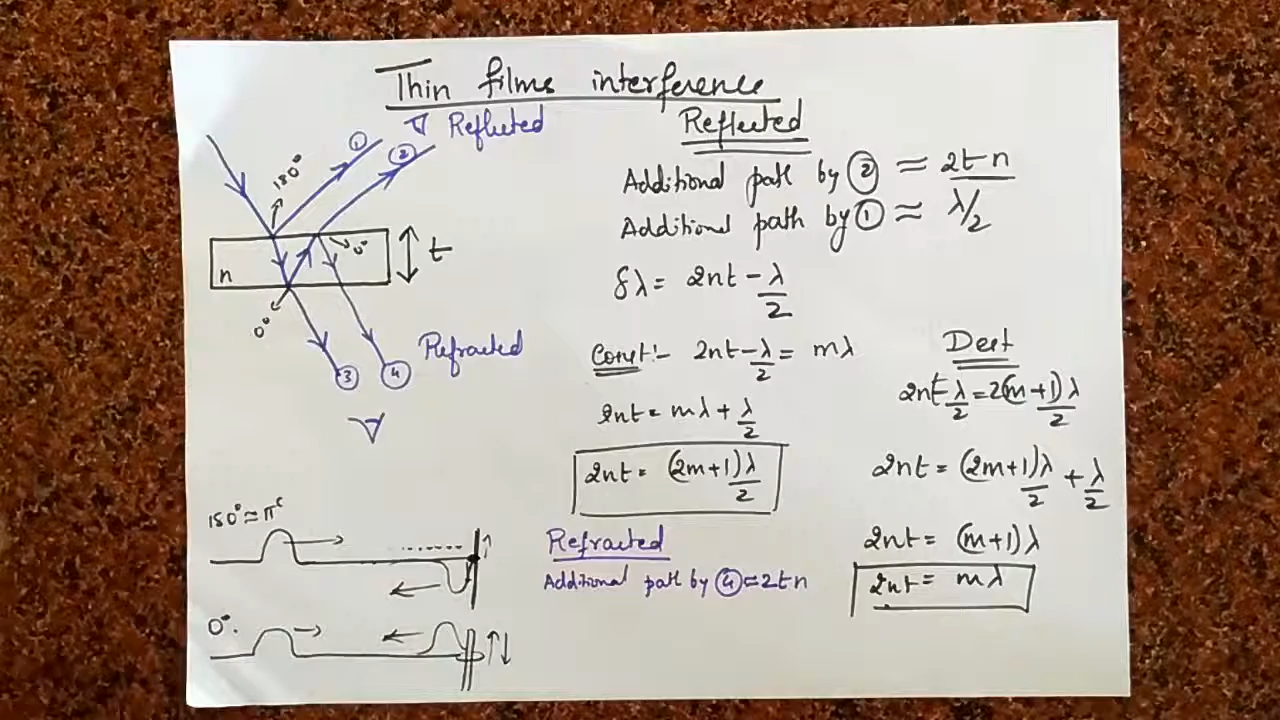 Thin films interference
Reflected
① ②
180°
0°
n
t
0°
Refracted
③ ④
Reflected
Additional path by ② ≈ 2t-n
Additional path by ① ≈ λ/2
δλ = 2nt - λ/2
Const:- 2nt - λ/2 = mλ
2nt = mλ + λ/2
2nt = (2m+1)λ/2
Dest
2nt - λ/2 = 2(m+1)λ/2
2nt = (2m+1)λ/2 + λ/2
2nt = (m+1)λ
2nt = mλ
180° ≈ πᶜ
0°.
Refracted
Additional path by ④ = 2tn